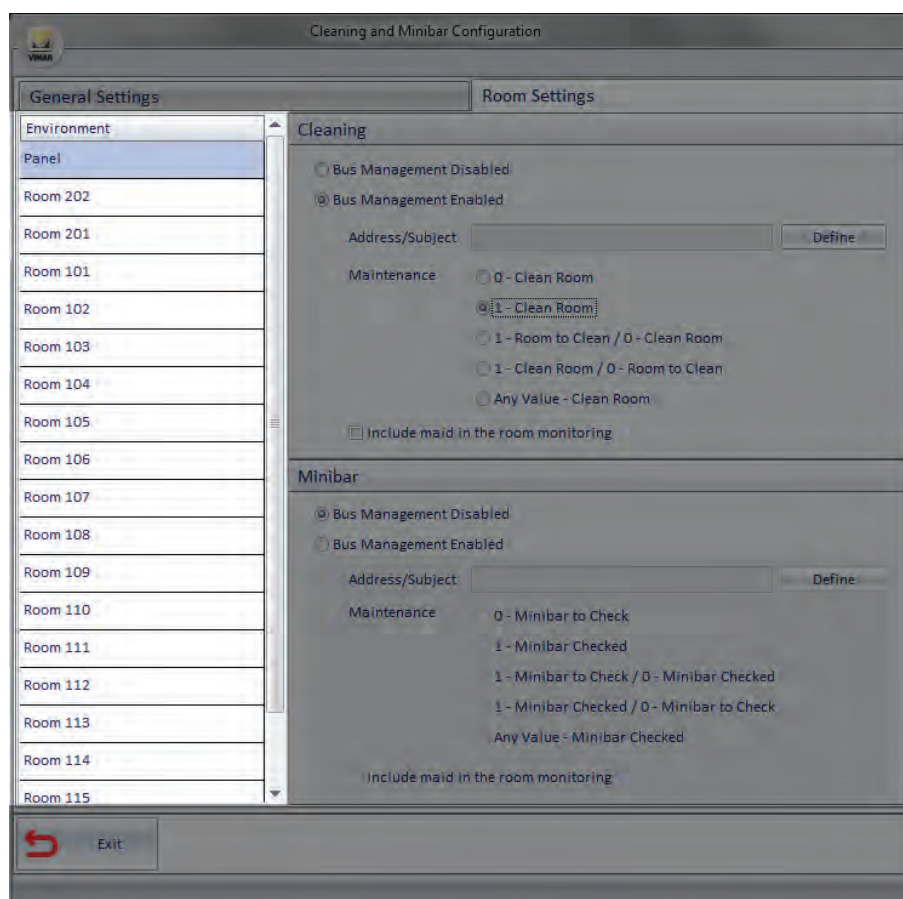 Cleaning and Minibar Configuration
VIMAR
General Settings
Room Settings
Environment
Panel
Room 202
Room 201
Room 101
Room 102
Room 103
Room 104
Room 105
Room 106
Room 107
Room 108
Room 109
Room 110
Room 111
Room 112
Room 113
Room 114
Room 115
Cleaning
Bus Management Disabled
Bus Management Enabled
Address/Subject Define
Maintenance 0 - Clean Room
1 - Clean Room
1 - Room to Clean / 0 - Clean Room
1 - Clean Room / 0 - Room to Clean
Any Value - Clean Room
Include maid in the room monitoring
Minibar
Bus Management Disabled
Bus Management Enabled
Address/Subject Define
Maintenance 0 - Minibar to Check
1 - Minibar Checked
1 - Minibar to Check / 0 - Minibar Checked
1 - Minibar Checked / 0 - Minibar to Check
Any Value - Minibar Checked
Include maid in the room monitoring
Exit